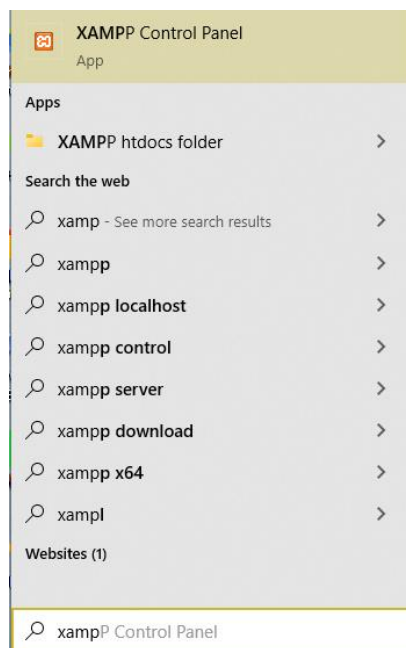 XAMPP Control Panel
App
Apps
XAMPP htdocs folder
Search the web
xamp - See more search results
xampp
xampp localhost
xampp control
xampp server
xampp download
xampp x64
xampl
Websites (1)
xampP Control Panel